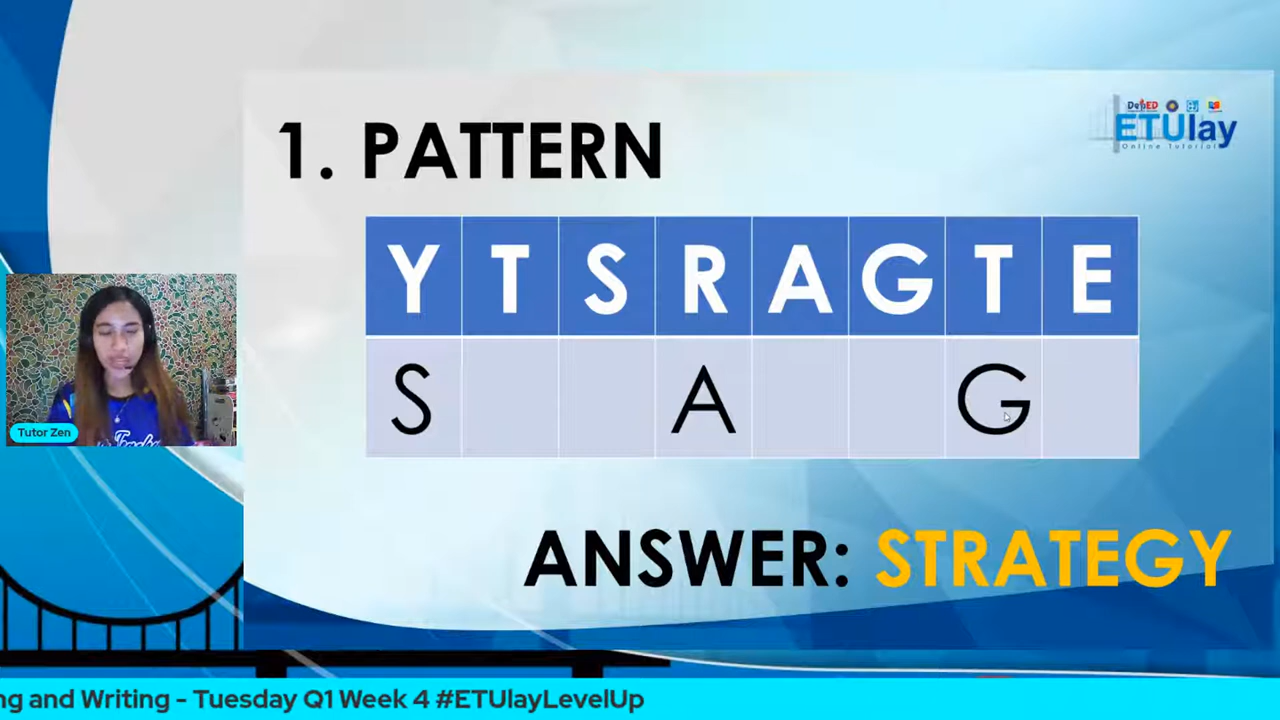 DepED
ETUlay
Online Tutorial
1. PATTERN
Y T S R A G T E
S A G
ANSWER: STRATEGY
Tutor Zen
ng and Writing - Tuesday Q1 Week 4 #ETUlayLevelUp